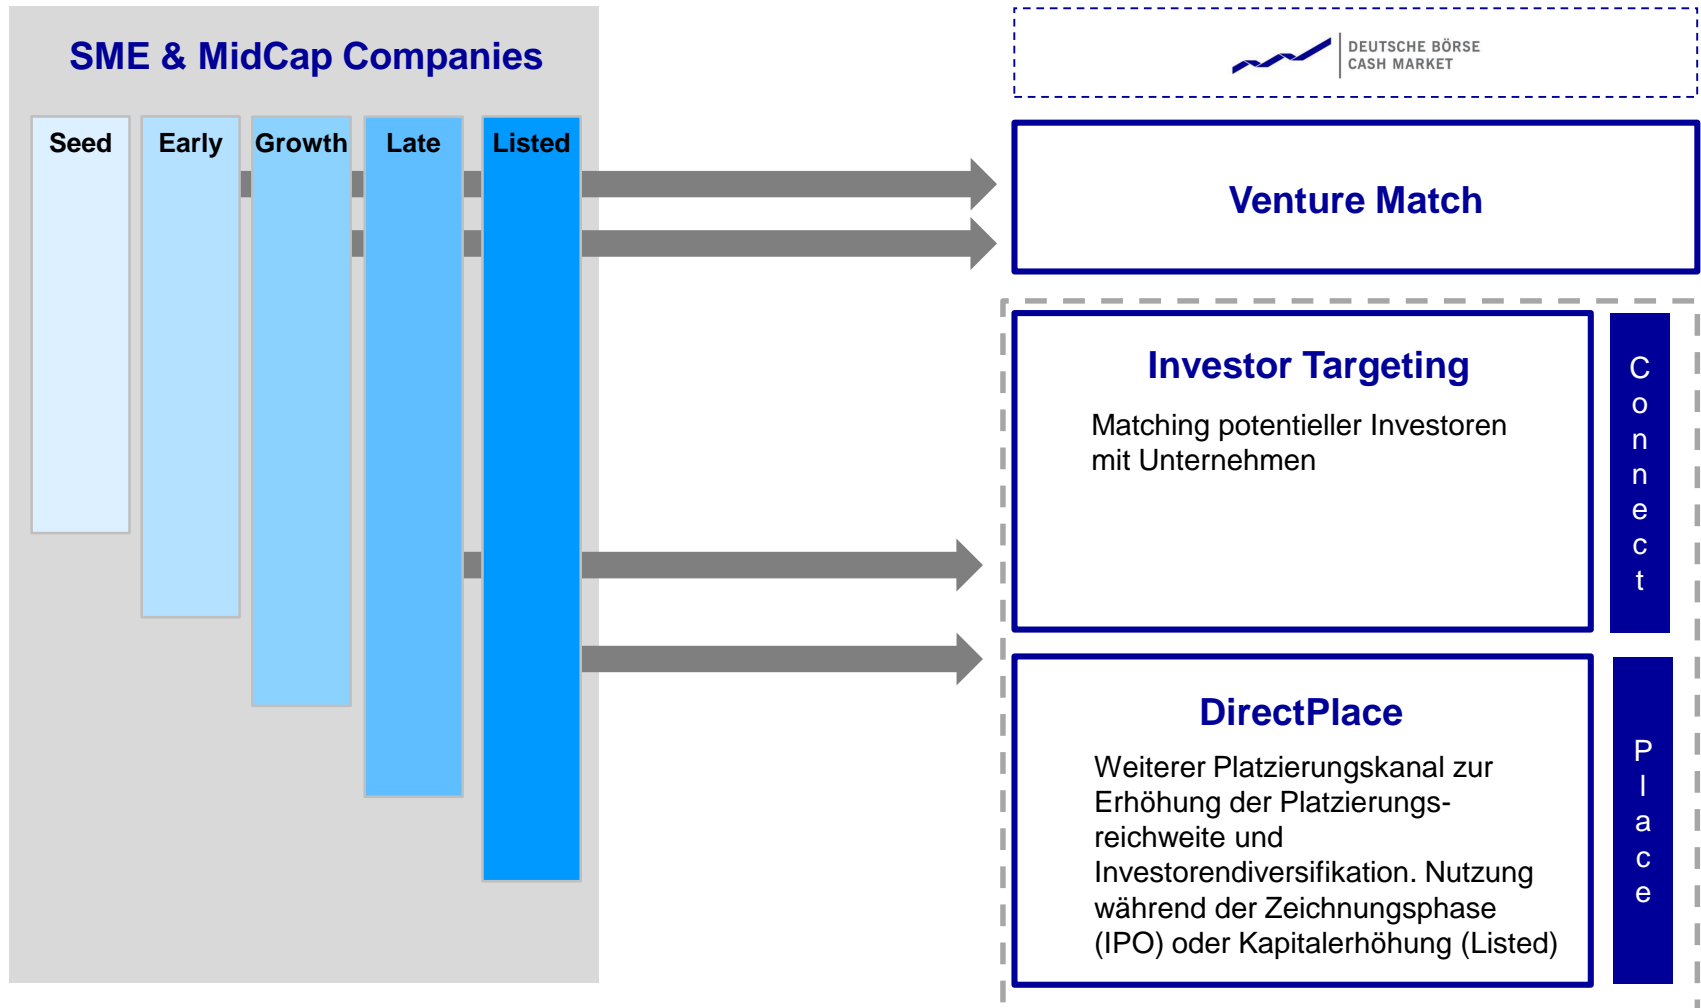 SME & MidCap Companies
Seed
Early
Growth
Late
Listed
DEUTSCHE BÖRSE
CASH MARKET
Venture Match
Investor Targeting
Matching potentieller Investoren
mit Unternehmen
Connect
DirectPlace
Weiterer Platzierungskanal zur
Erhöhung der Platzierungs-
reichweite und
Investorendiversifikation. Nutzung
während der Zeichnungsphase
(IPO) oder Kapitalerhöhung (Listed)
Place